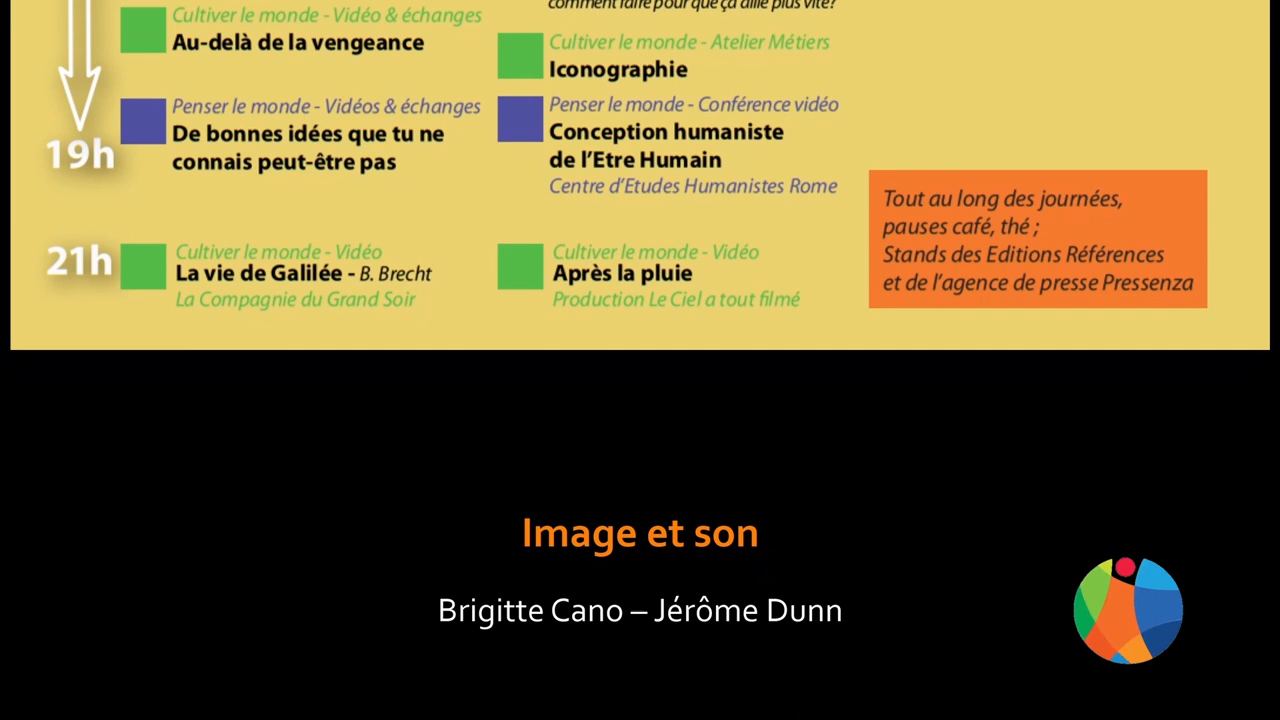 comment faire pour que ça aille plus vite?
Cultiver le monde - Vidéo & échanges
Au-delà de la vengeance
Cultiver le monde - Atelier Métiers
Iconographie
19h
Penser le monde - Vidéos & échanges
De bonnes idées que tu ne
connais peut-être pas
Penser le monde - Conférence vidéo
Conception humaniste
de l'Etre Humain
Centre d'Etudes Humanistes Rome
21h
Cultiver le monde - Vidéo
La vie de Galilée - B. Brecht
La Compagnie du Grand Soir
Cultiver le monde - Vidéo
Après la pluie
Production Le Ciel a tout filmé
Tout au long des journées,
pauses café, thé ;
Stands des Editions Références
et de l'agence de presse Pressenza
Image et son
Brigitte Cano – Jérôme Dunn